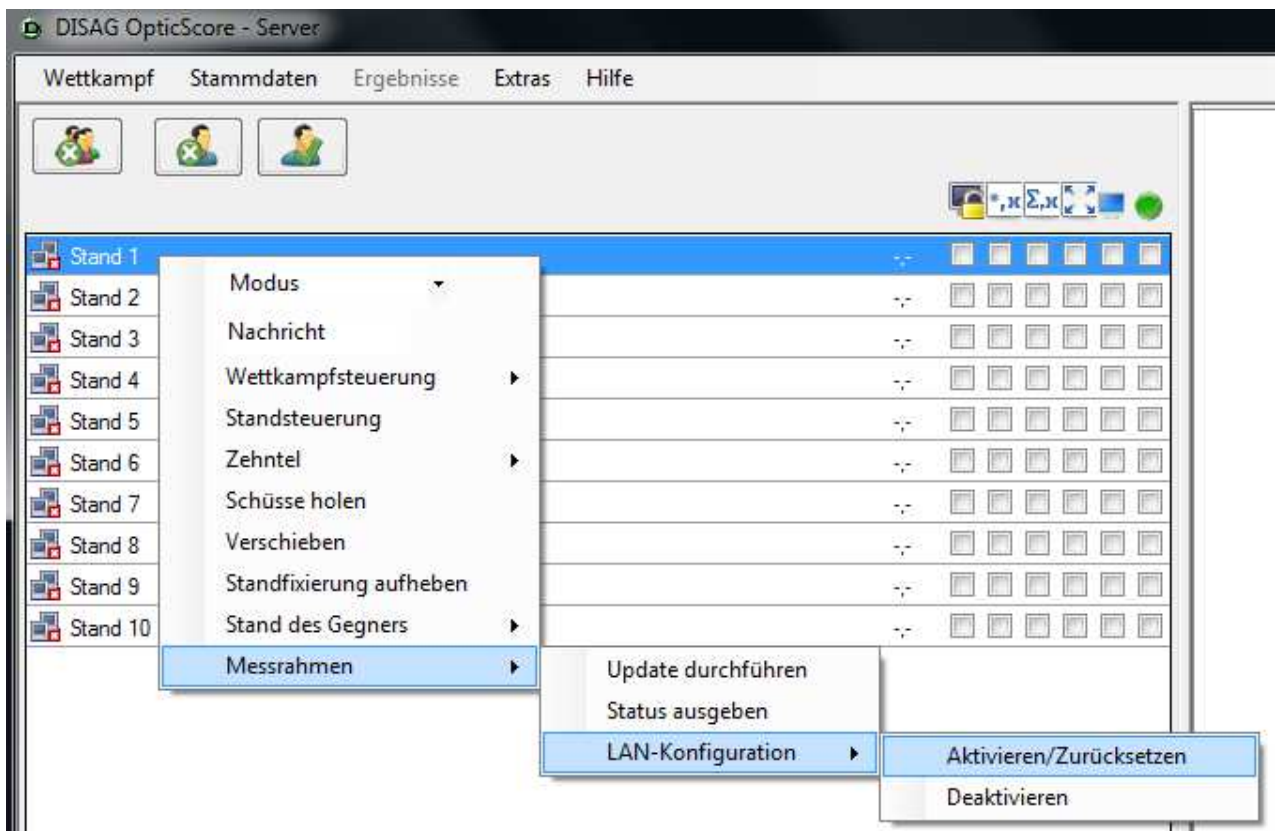 DISAG OpticScore - Server
Wettkampf Stammdaten Ergebnisse Extras Hilfe
*,x Σ,x
Stand 1 -,-
Stand 2 -,-
Stand 3 -,-
Stand 4 -,-
Stand 5 -,-
Stand 6 -,-
Stand 7 -,-
Stand 8 -,-
Stand 9 -,-
Stand 10 -,-
Modus
Nachricht
Wettkampfsteuerung
Standsteuerung
Zehntel
Schüsse holen
Verschieben
Standfixierung aufheben
Stand des Gegners
Messrahmen
Update durchführen
Status ausgeben
LAN-Konfiguration
Aktivieren/Zurücksetzen
Deaktivieren